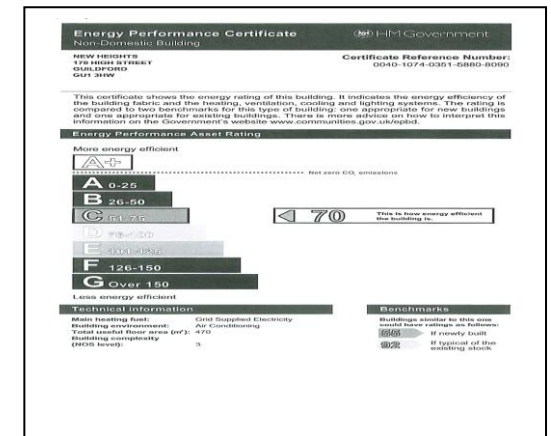 Energy Performance Certificate
Non-Domestic Building
HM Government
NEW HEIGHTS
179 HIGH STREET
GUILDFORD
GU1 3HW
Certificate Reference Number:
0040-1074-0351-5880-8090
This certificate shows the energy rating of this building. It indicates the energy efficiency of
the building fabric and the heating, ventilation, cooling and lighting systems. The rating is
compared to two benchmarks for this type of building: one appropriate for new buildings
and one appropriate for existing buildings. There is more advice on how to interpret this
information on the Government's website www.communities.gov.uk/epbd.
Energy Performance Asset Rating
More energy efficient
A+
Net zero CO₂ emissions
A 0-25
B 26-50
C 51-75
70
This is how energy efficient
the building is.
D 76-100
E 101-125
F 126-150
G Over 150
Less energy efficient
Technical information
Main heating fuel: Grid Supplied Electricity
Building environment: Air Conditioning
Total useful floor area (m²): 470
Building complexity
(NOS level): 3
Benchmarks
Buildings similar to this one
could have ratings as follows:
If newly built
92 If typical of the
existing stock